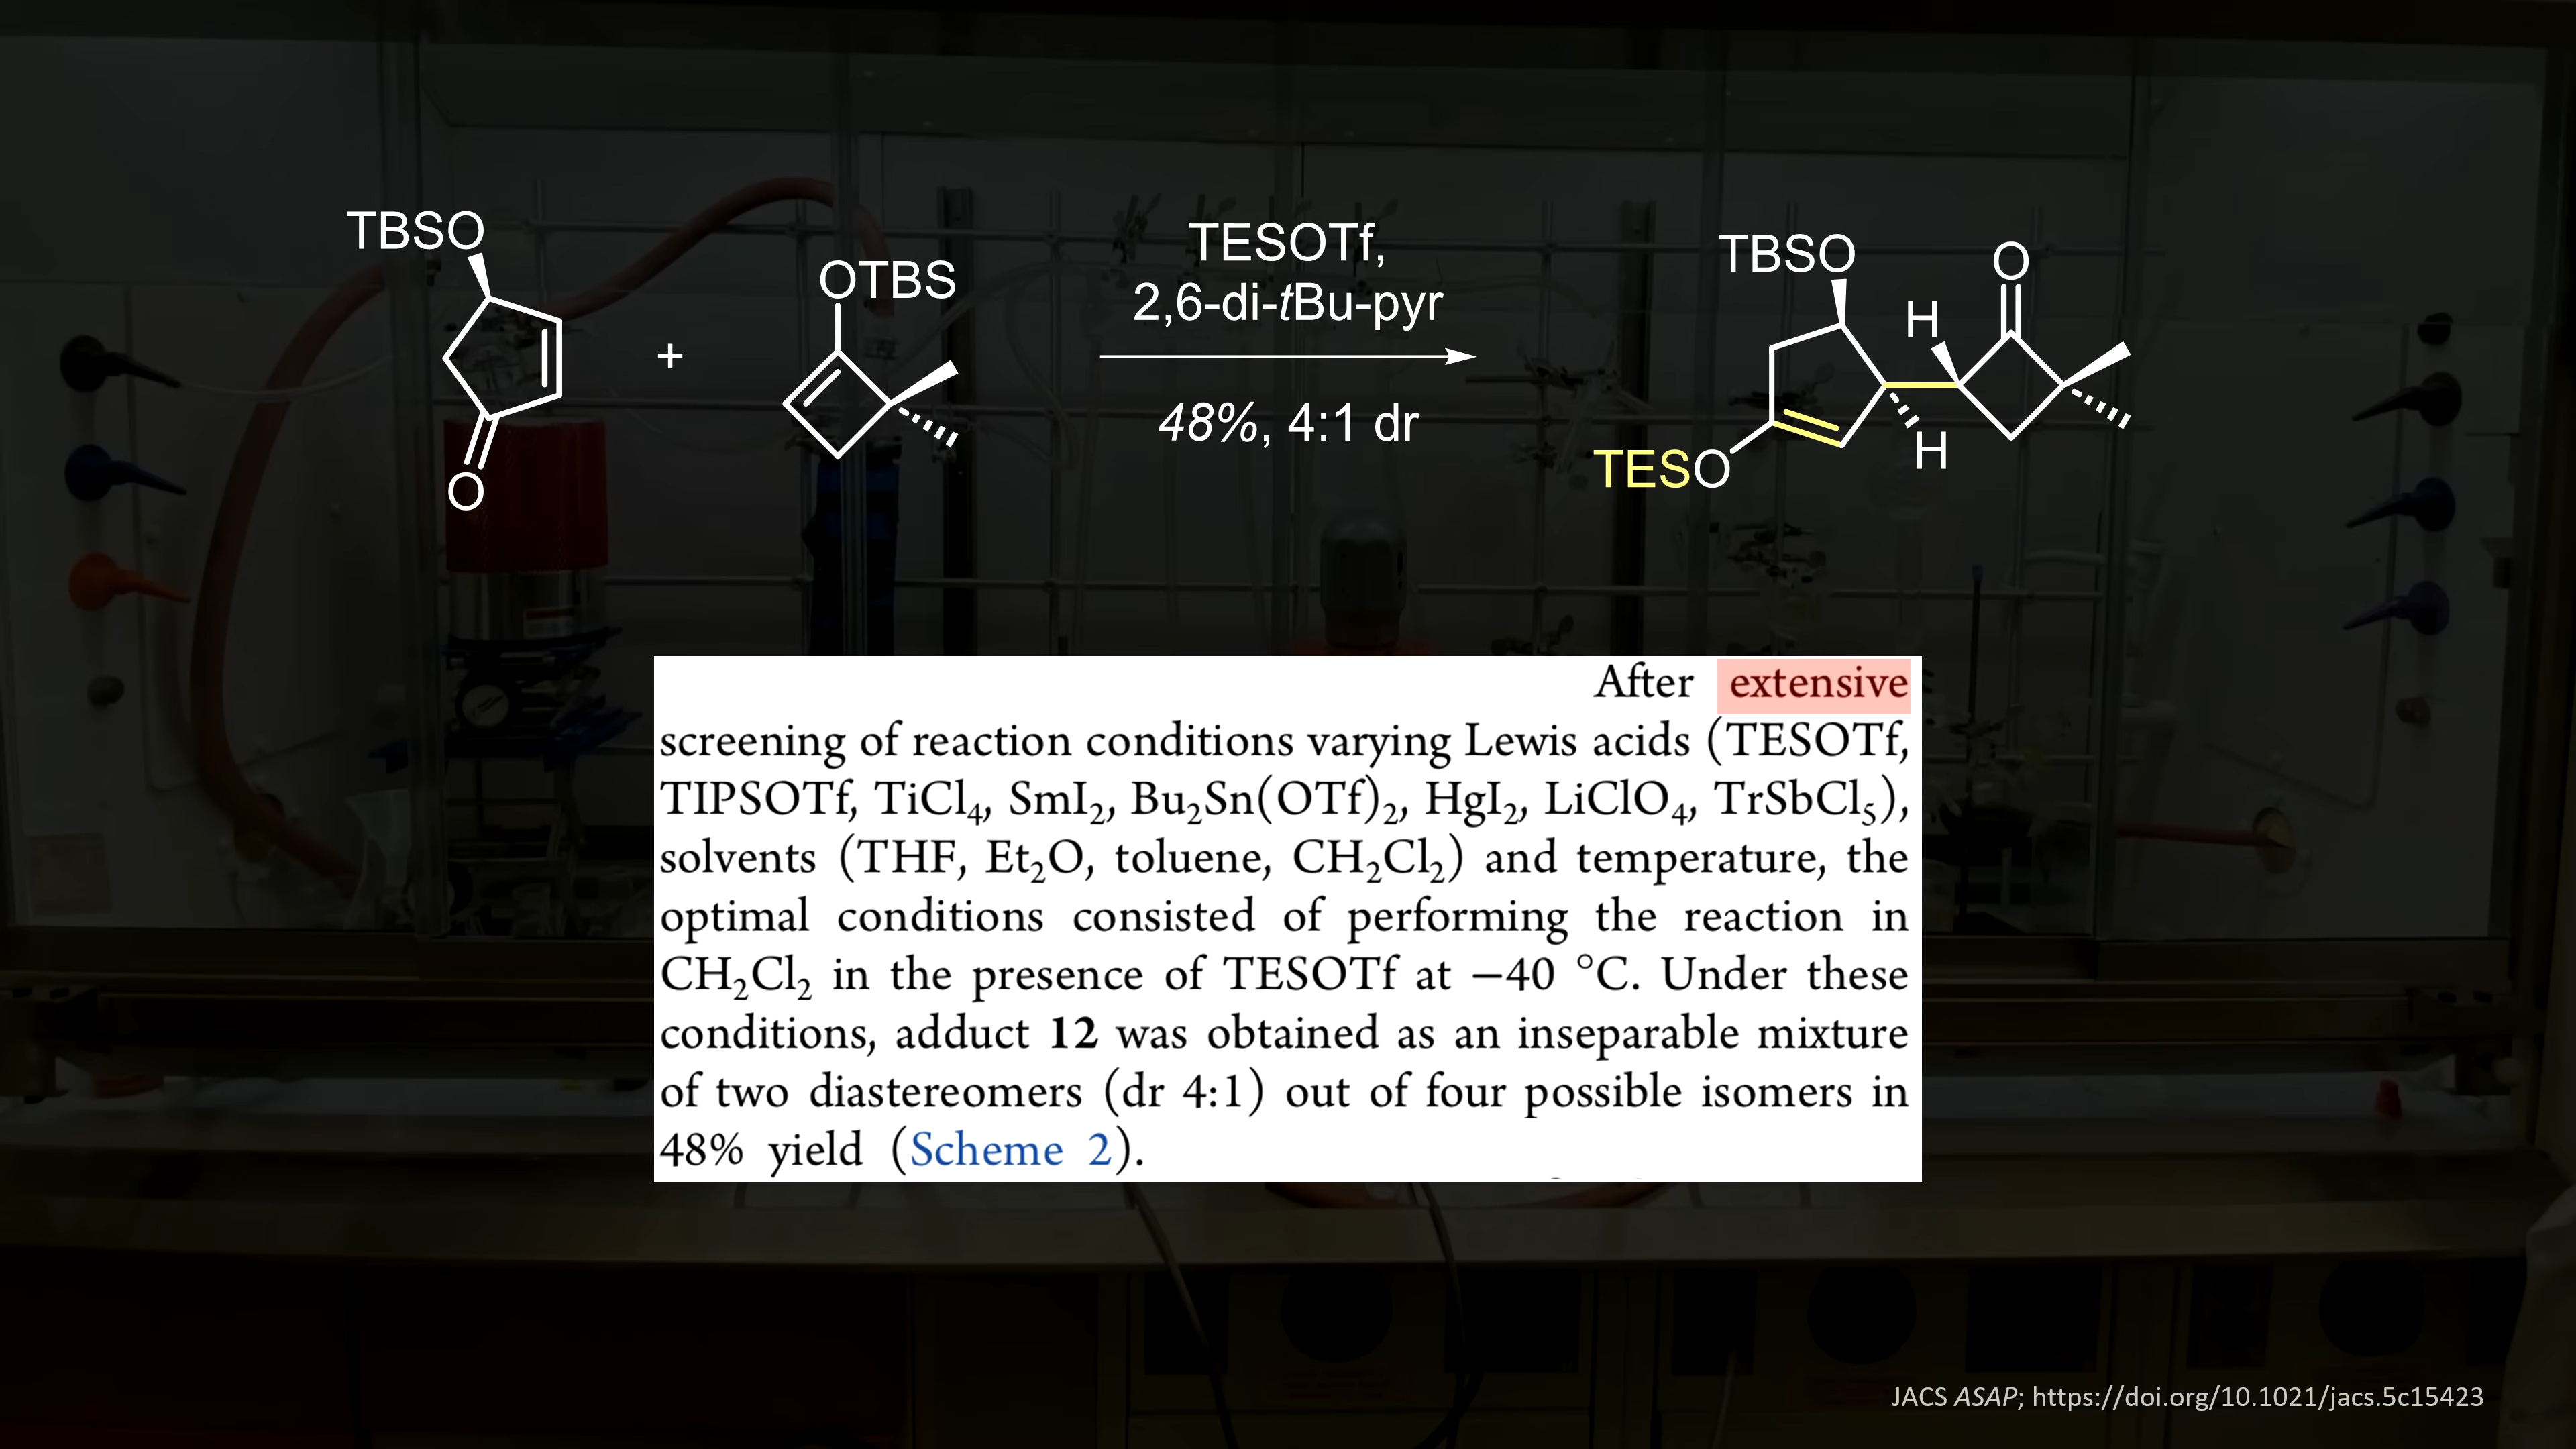 TBSO
O
+
OTBS
TESOTf,
2,6-di-tBu-pyr
48%, 4:1 dr
TBSO
H
O
TESO
H
After extensive
screening of reaction conditions varying Lewis acids (TESOTf,
TIPSOTf, TiCl₄, SmI₂, Bu₂Sn(OTf)₂, HgI₂, LiClO₄, TrSbCl₅),
solvents (THF, Et₂O, toluene, CH₂Cl₂) and temperature, the
optimal conditions consisted of performing the reaction in
CH₂Cl₂ in the presence of TESOTf at −40 °C. Under these
conditions, adduct 12 was obtained as an inseparable mixture
of two diastereomers (dr 4:1) out of four possible isomers in
48% yield (Scheme 2).
JACS ASAP; https://doi.org/10.1021/jacs.5c15423